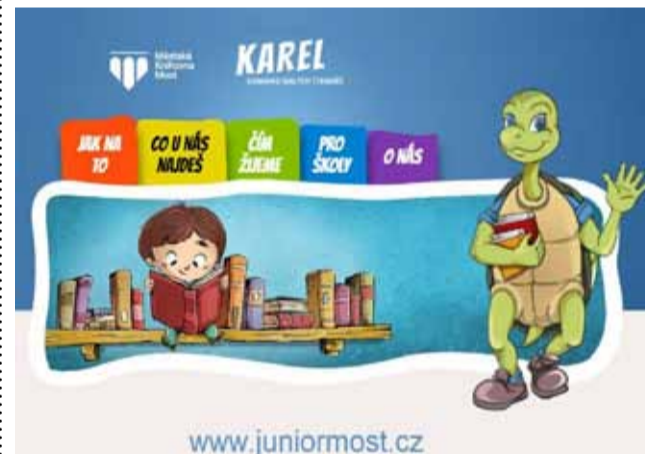 Městská
Knihovna
Most
KAREL
JAK NA
TO
CO U NÁS
NAJDEŠ
ČÍM
ŽIJEME
PRO
ŠKOLY
O NÁS
www.juniormost.cz